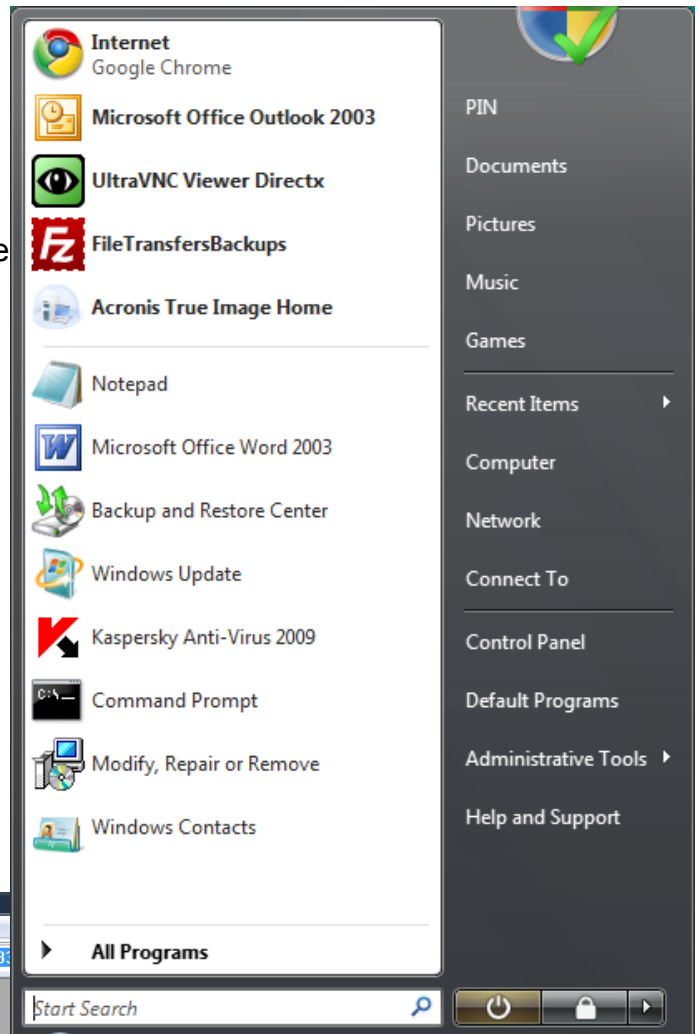 Internet
Google Chrome
Microsoft Office Outlook 2003
UltraVNC Viewer Directx
FileTransfersBackups
Acronis True Image Home
Notepad
Microsoft Office Word 2003
Backup and Restore Center
Windows Update
Kaspersky Anti-Virus 2009
C:\
Command Prompt
Modify, Repair or Remove
Windows Contacts
All Programs
Start Search
PIN
Documents
Pictures
Music
Games
Recent Items
Computer
Network
Connect To
Control Panel
Default Programs
Administrative Tools
Help and Support
e